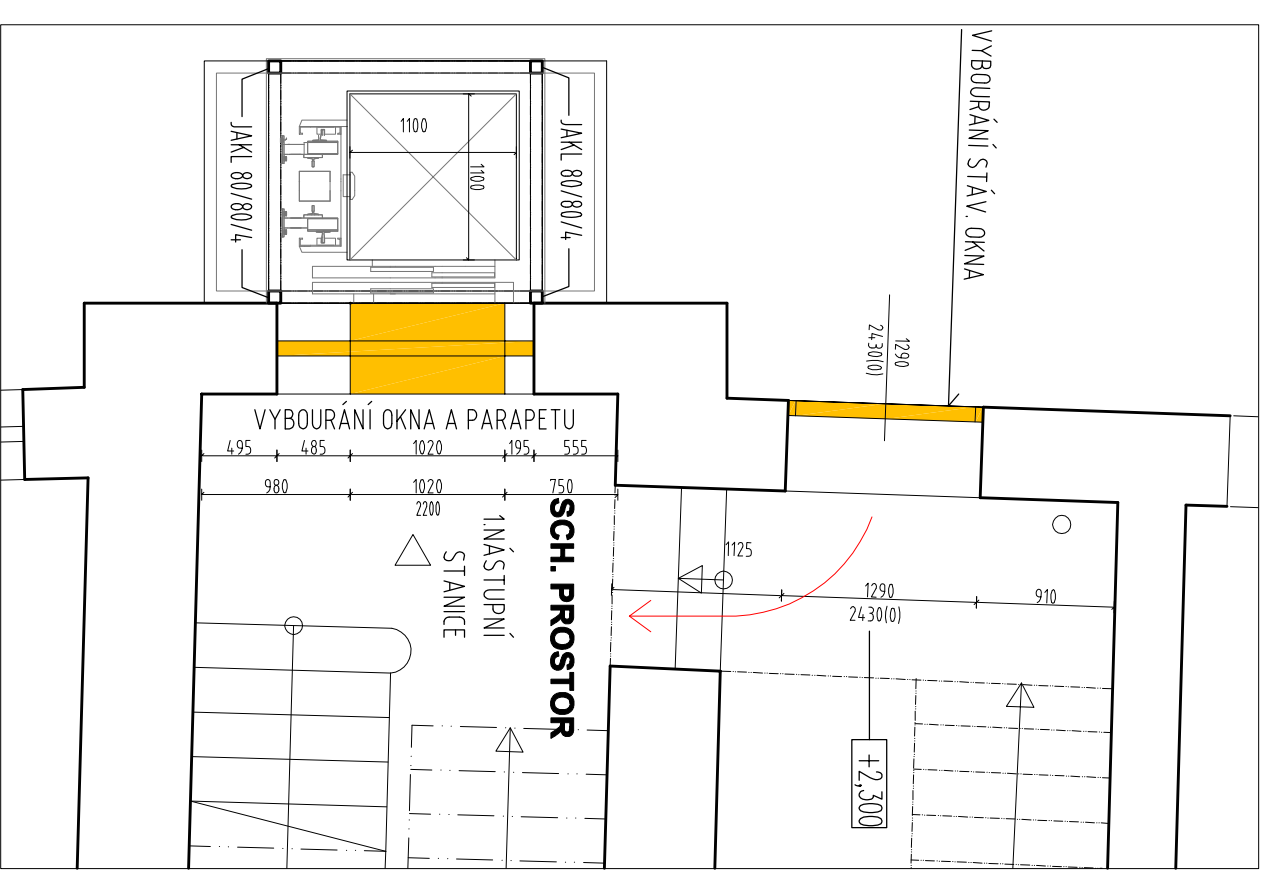 VYBOURÁNÍ STÁV. OKNA
JAKL 80/80/4
JAKL 80/80/4
1100
1100
1290
2430(0)
VYBOURÁNÍ OKNA A PARAPETU
495 485 1020 195 555
980 1020 750
2200
1.NÁSTUPNÍ
STANICE
SCH. PROSTOR
1125
1290 910
2430(0)
+2,300